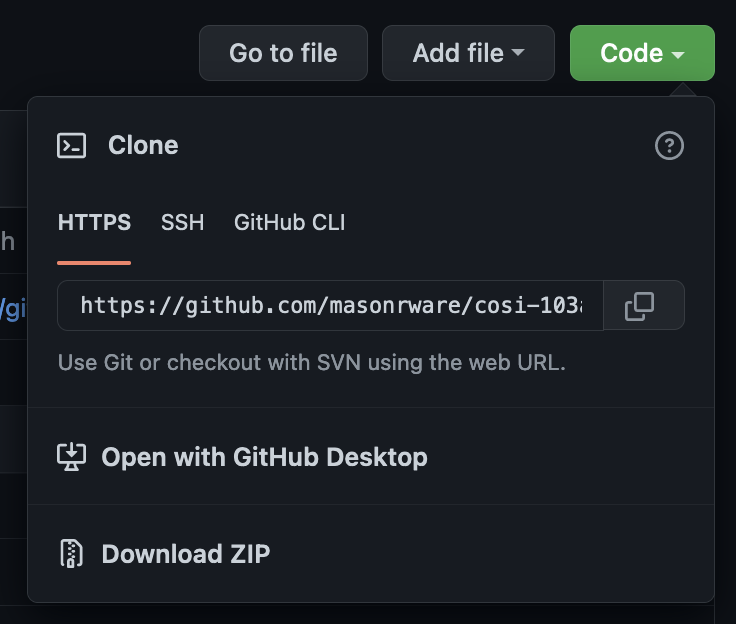 Go to file
Add file
Code
Clone
HTTPS
SSH
GitHub CLI
h
/gi
https://github.com/masonrware/cosi-103
Use Git or checkout with SVN using the web URL.
Open with GitHub Desktop
Download ZIP